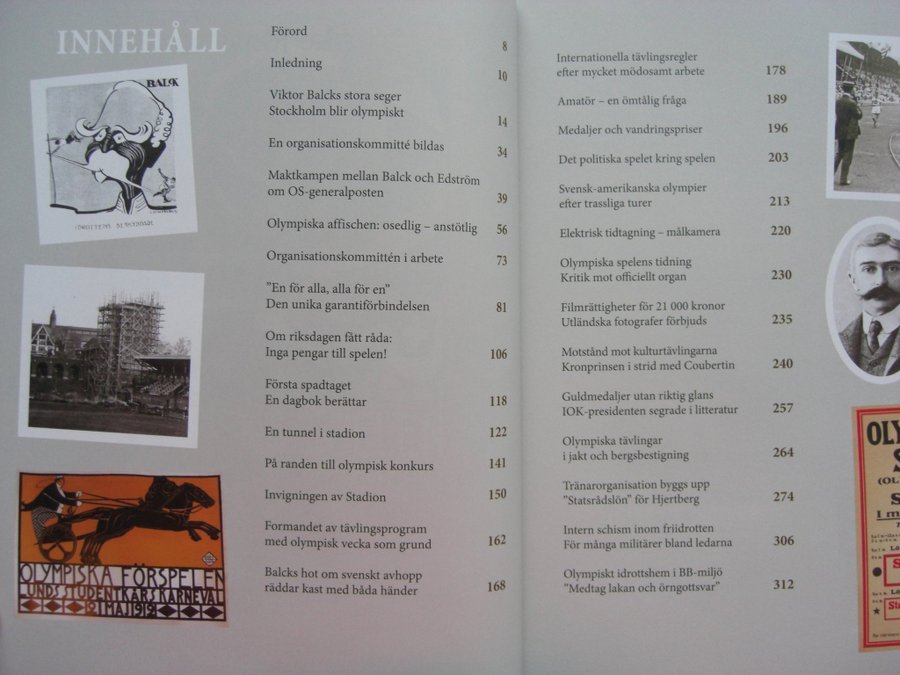 INNEHÅLL
Förord 8
Inledning 10
Viktor Balcks stora seger
Stockholm blir olympiskt 14
En organisationskommitté bildas 34
Maktkampen mellan Balck och Edström
om OS-generalposten 39
Olympiska affischen: osedlig – anstötlig 56
Organisationskommittén i arbete 73
”En för alla, alla för en”
Den unika garantiförbindelsen 81
Om riksdagen fått råda:
Inga pengar till spelen! 106
Första spadtaget
En dagbok berättar 118
En tunnel i stadion 122
På randen till olympisk konkurs 141
Invigningen av Stadion 150
Formandet av tävlingsprogram
med olympisk vecka som grund 162
Balcks hot om svenskt avhopp
räddar kast med båda händer 168
BALCK
OLYMPISKA FÖRSPELEN
LUNDS STUDENTKÅRS KARNEVAL
1912
Internationella tävlingsregler
efter mycket mödosamt arbete 178
Amatör – en ömtålig fråga 189
Medaljer och vandringspriser 196
Det politiska spelet kring spelen 203
Svensk-amerikanska olympier
efter trassliga turer 213
Elektrisk tidtagning – målkamera 220
Olympiska spelens tidning
Kritik mot officiellt organ 230
Filmrättigheter för 21 000 kronor
Utländska fotografer förbjuds 235
Motstånd mot kulturtävlingarna
Kronprinsen i strid med Coubertin 240
Guldmedaljer utan riktig glans
IOK-presidenten segrade i litteratur 257
Olympiska tävlingar
i jakt och bergsbestigning 264
Tränarorganisation byggs upp
”Statsrådslön” för Hjertberg 274
Intern schism inom friidrotten
För många militärer bland ledarna 306
Olympiskt idrottshem i BB-miljö
”Medtag lakan och örngottsvar” 312
OLY
S
(OL
I m